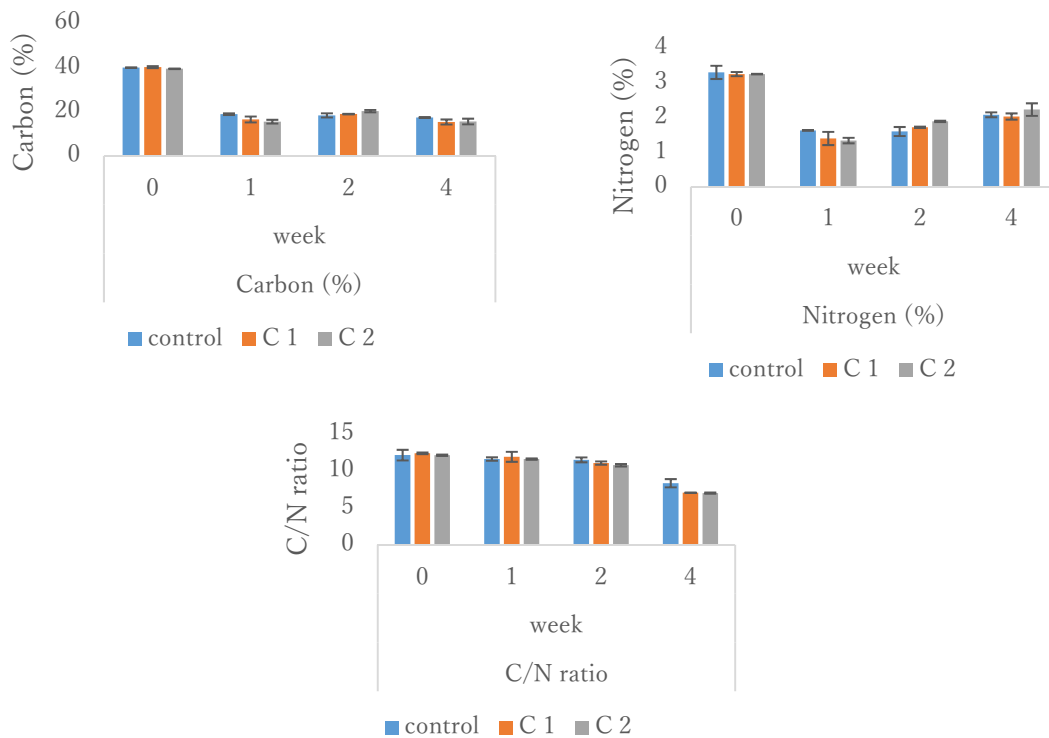 Carbon (%)
60
40
20
0
0 1 2 4
week
Carbon (%)
control C 1 C 2
Nitrogen (%)
4
3
2
1
0
0 1 2 4
week
Nitrogen (%)
control C 1 C 2
C/N ratio
15
10
5
0
0 1 2 4
week
C/N ratio
control C 1 C 2